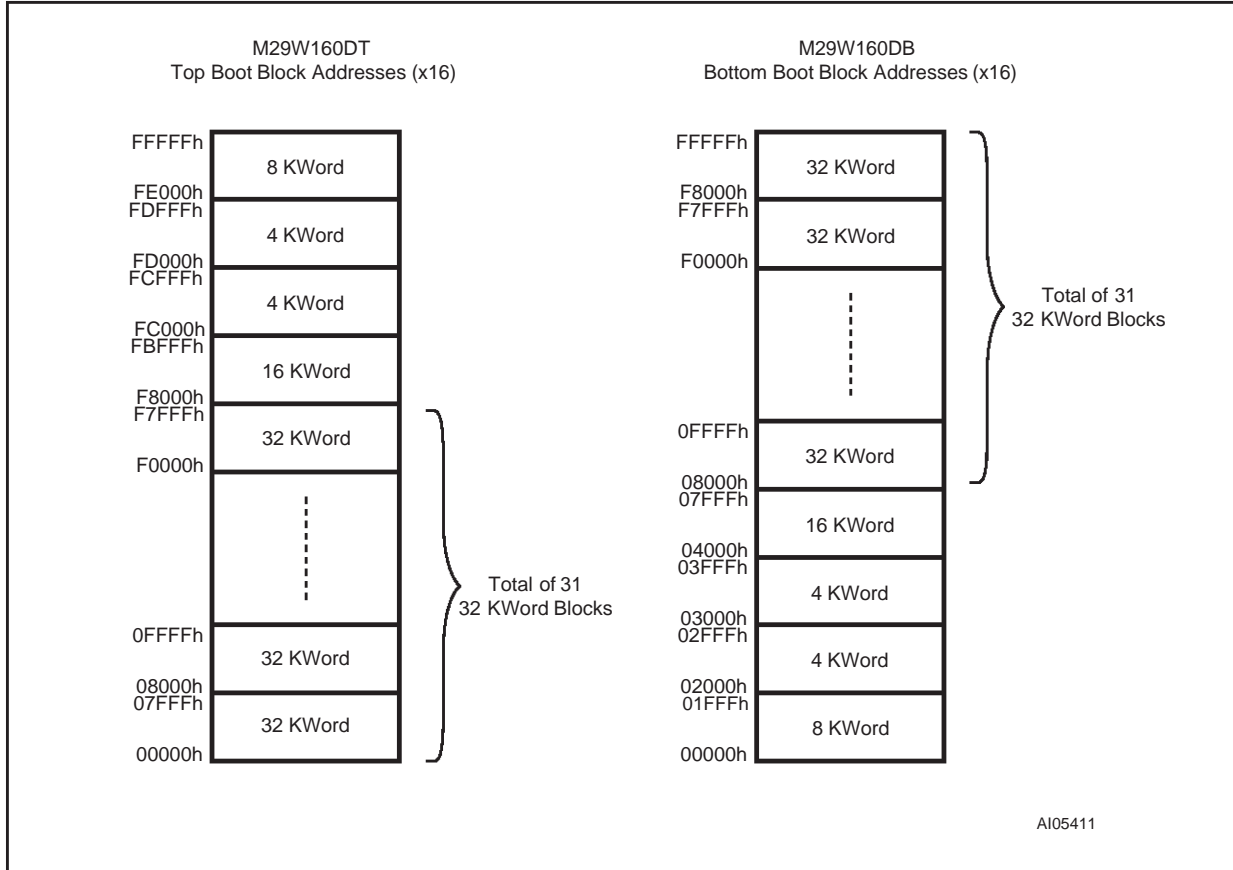 M29W160DT
Top Boot Block Addresses (x16)
FFFFFh
8 KWord
FE000h
FDFFFh
4 KWord
FD000h
FCFFFh
4 KWord
FC000h
FBFFFh
16 KWord
F8000h
F7FFFh
32 KWord
F0000h
Total of 31
32 KWord Blocks
0FFFFh
32 KWord
08000h
07FFFh
32 KWord
00000h
M29W160DB
Bottom Boot Block Addresses (x16)
FFFFFh
32 KWord
F8000h
F7FFFh
32 KWord
F0000h
Total of 31
32 KWord Blocks
0FFFFh
32 KWord
08000h
07FFFh
16 KWord
04000h
03FFFh
4 KWord
03000h
02FFFh
4 KWord
02000h
01FFFh
8 KWord
00000h
AI05411